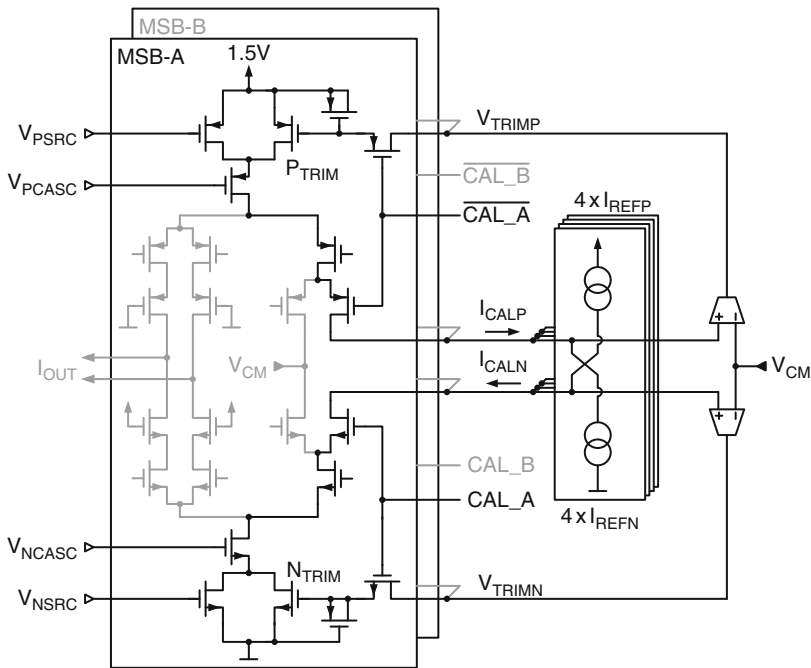 MSB-B
MSB-A
1.5V
V_PSRC
P_TRIM
V_PCASC
V_TRIMP
CAL_B
CAL_A
4 x I_REFP
I_CALP
I_CALN
I_OUT
V_CM
V_CM
CAL_B
CAL_A
4 x I_REFN
V_NCASC
N_TRIM
V_NSRC
V_TRIMN
+ −
+ −